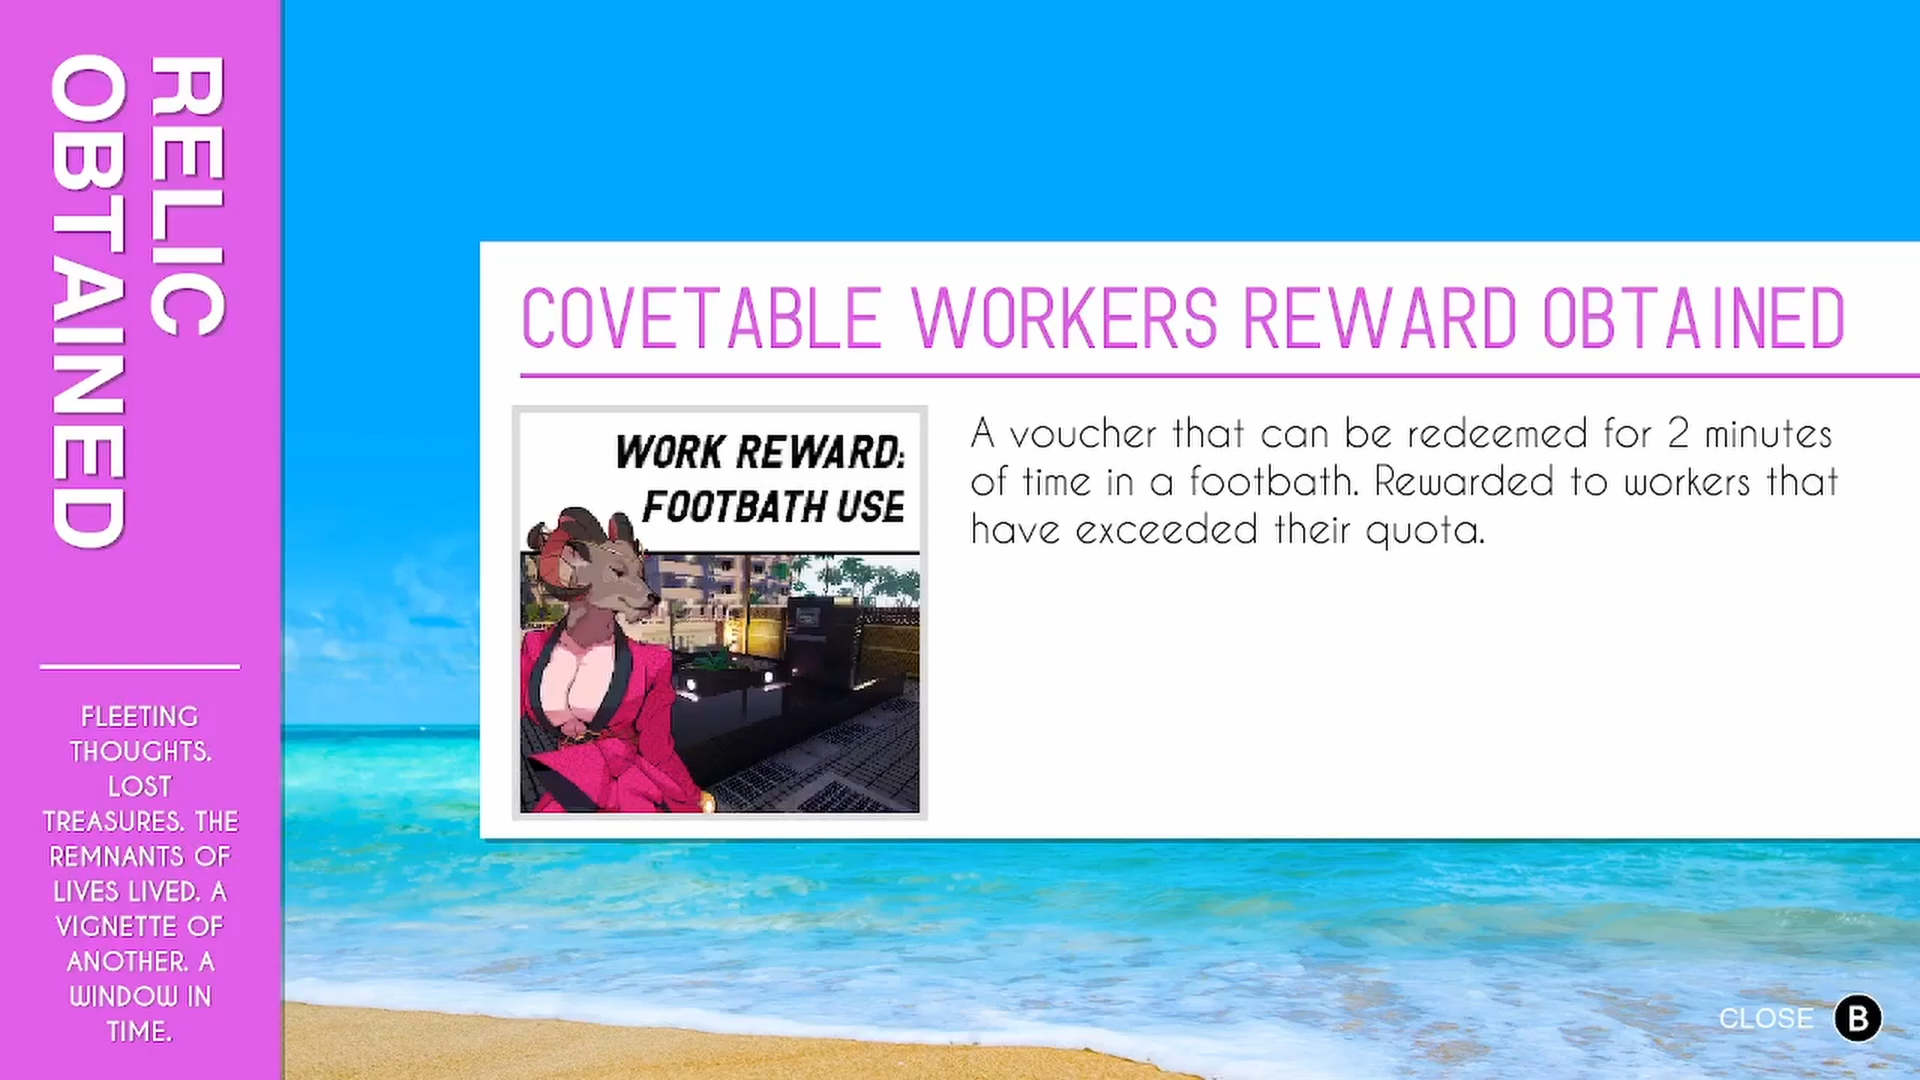 RELIC
OBTAINED
FLEETING
THOUGHTS.
LOST
TREASURES. THE
REMNANTS OF
LIVES LIVED. A
VIGNETTE OF
ANOTHER. A
WINDOW IN
TIME.
COVETABLE WORKERS REWARD OBTAINED
WORK REWARD:
FOOTBATH USE
A voucher that can be redeemed for 2 minutes
of time in a footbath. Rewarded to workers that
have exceeded their quota.
CLOSE B